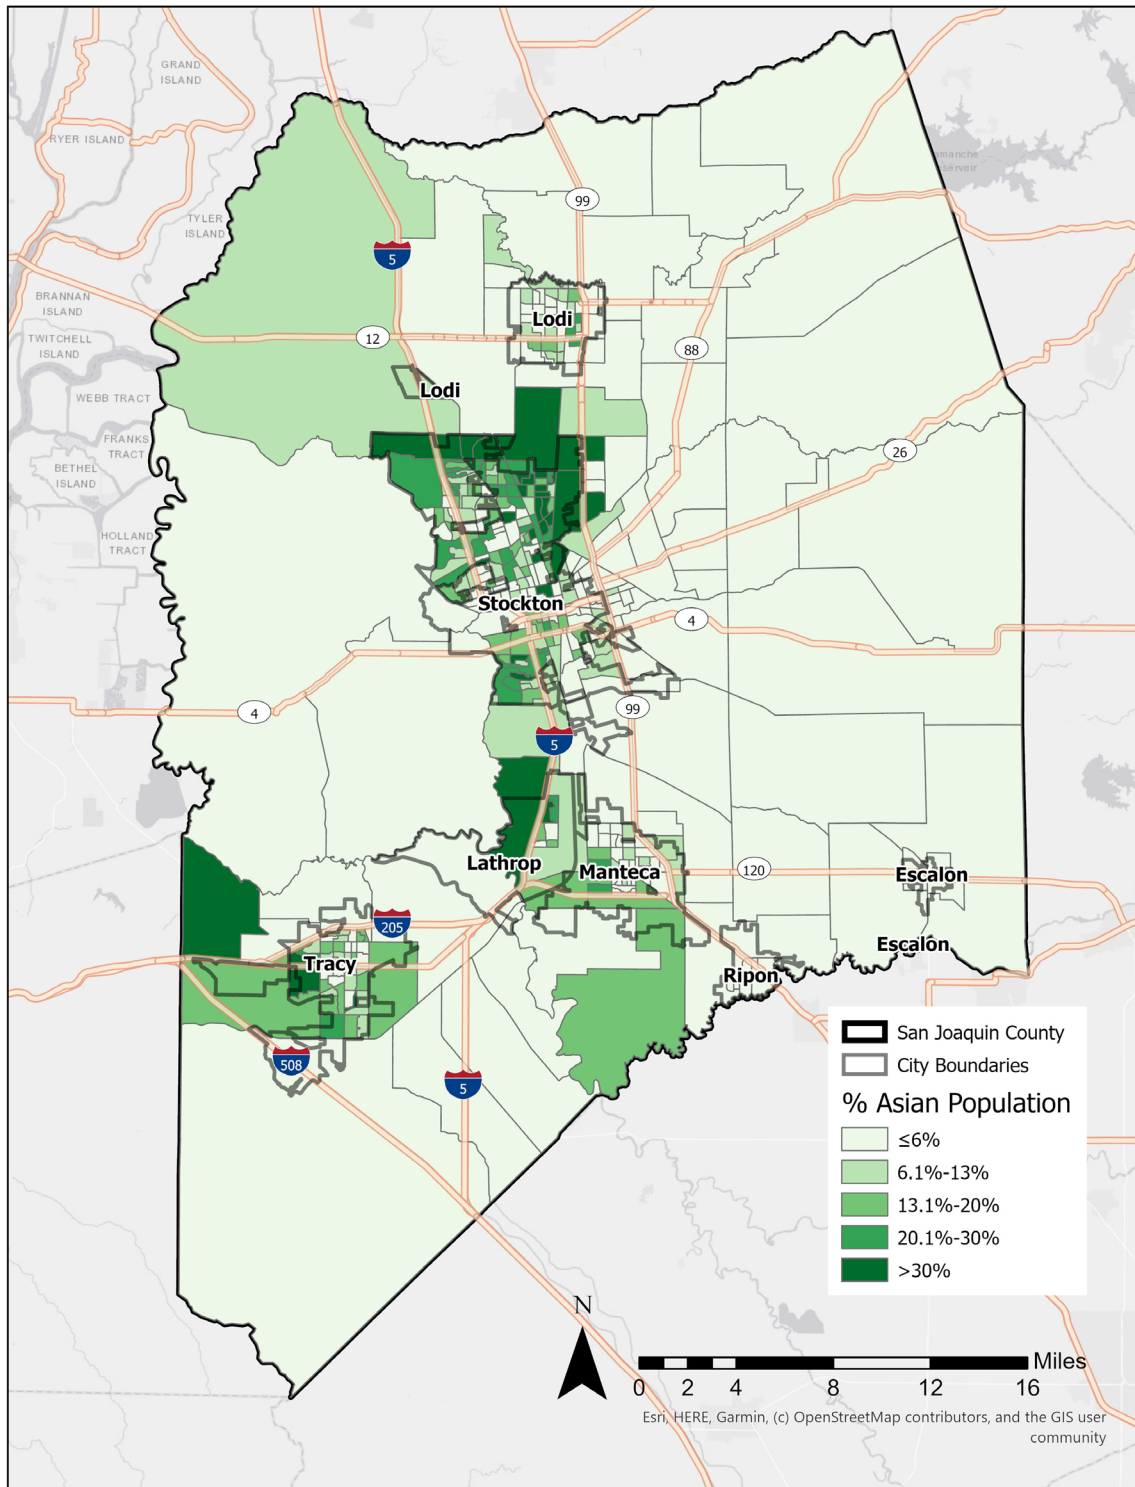 GRAND
ISLAND
RYER ISLAND
TYLER
ISLAND
99
5
BRANNAN
ISLAND
TWITCHELL
ISLAND
12
Lodi
88
Lodi
WEBB TRACT
FRANKS
TRACT
BETHEL
ISLAND
26
HOLLAND
TRACT
Stockton
4
4
99
5
Lathrop
Manteca
120
Escalon
205
Tracy
Escalon
Ripon
508
5
San Joaquin County
City Boundaries
% Asian Population
≤6%
6.1%-13%
13.1%-20%
20.1%-30%
>30%
N
Miles
0 2 4 8 12 16
Esri, HERE, Garmin, (c) OpenStreetMap contributors, and the GIS user
community